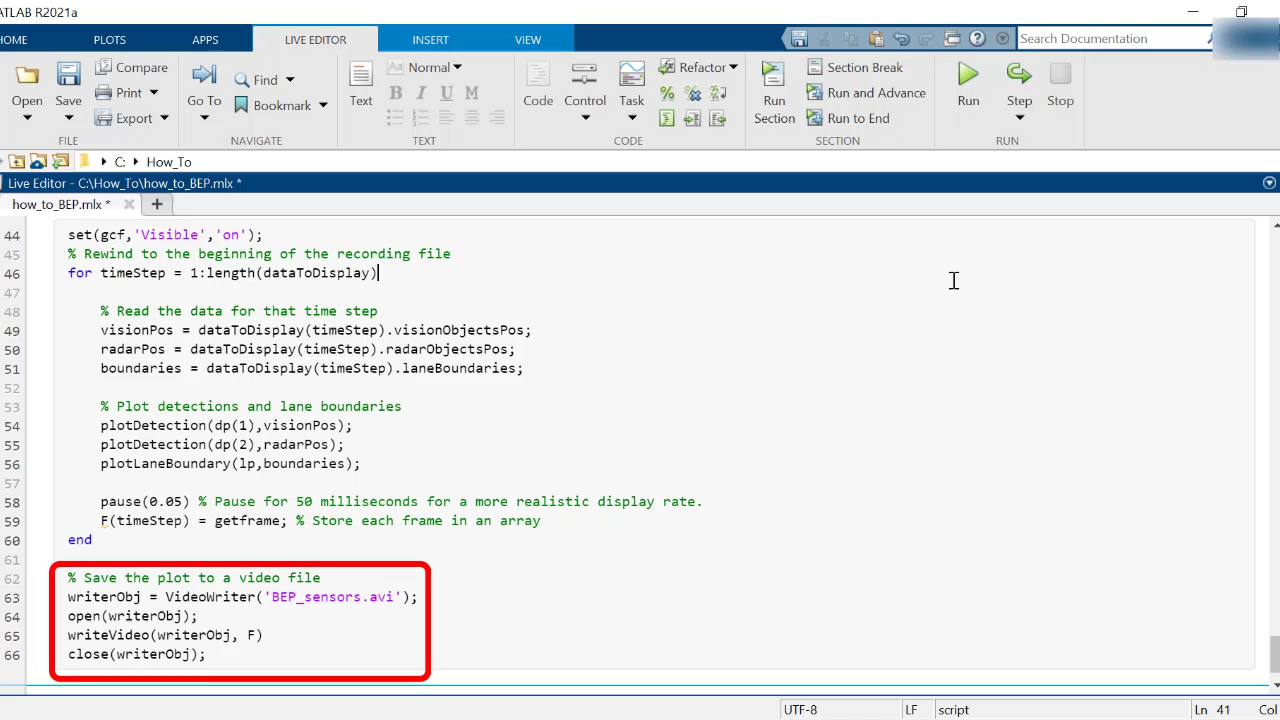 ATLAB R2021a
HOME PLOTS APPS LIVE EDITOR INSERT VIEW Search Documentation
Open Save Compare Print Export
FILE
Go To Find Bookmark
NAVIGATE
Text Aa Normal B I U M
TEXT
Code Control Task Refactor
CODE
Run Section Section Break Run and Advance Run to End
SECTION
Run Step Stop
RUN
C: How_To
Live Editor - C:\How_To\how_to_BEP.mlx *
how_to_BEP.mlx * × +
44 set(gcf,'Visible','on');
45 % Rewind to the beginning of the recording file
46 for timeStep = 1:length(dataToDisplay)
47
48 % Read the data for that time step
49 visionPos = dataToDisplay(timeStep).visionObjectsPos;
50 radarPos = dataToDisplay(timeStep).radarObjectsPos;
51 boundaries = dataToDisplay(timeStep).laneBoundaries;
52
53 % Plot detections and lane boundaries
54 plotDetection(dp(1),visionPos);
55 plotDetection(dp(2),radarPos);
56 plotLaneBoundary(lp,boundaries);
57
58 pause(0.05) % Pause for 50 milliseconds for a more realistic display rate.
59 F(timeStep) = getframe; % Store each frame in an array
60 end
61
62 % Save the plot to a video file
63 writerObj = VideoWriter('BEP_sensors.avi');
64 open(writerObj);
65 writeVideo(writerObj, F)
66 close(writerObj);
UTF-8 LF script Ln 41 Col